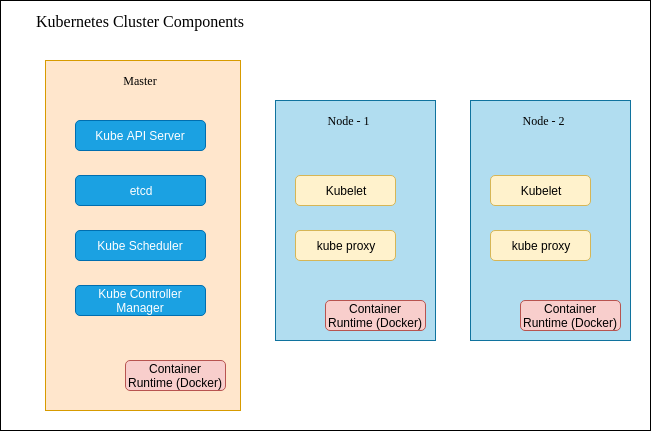 Kubernetes Cluster Components
Master
Kube API Server
etcd
Kube Scheduler
Kube Controller
Manager
Container
Runtime (Docker)
Node - 1
Kubelet
kube proxy
Container
Runtime (Docker)
Node - 2
Kubelet
kube proxy
Container
Runtime (Docker)